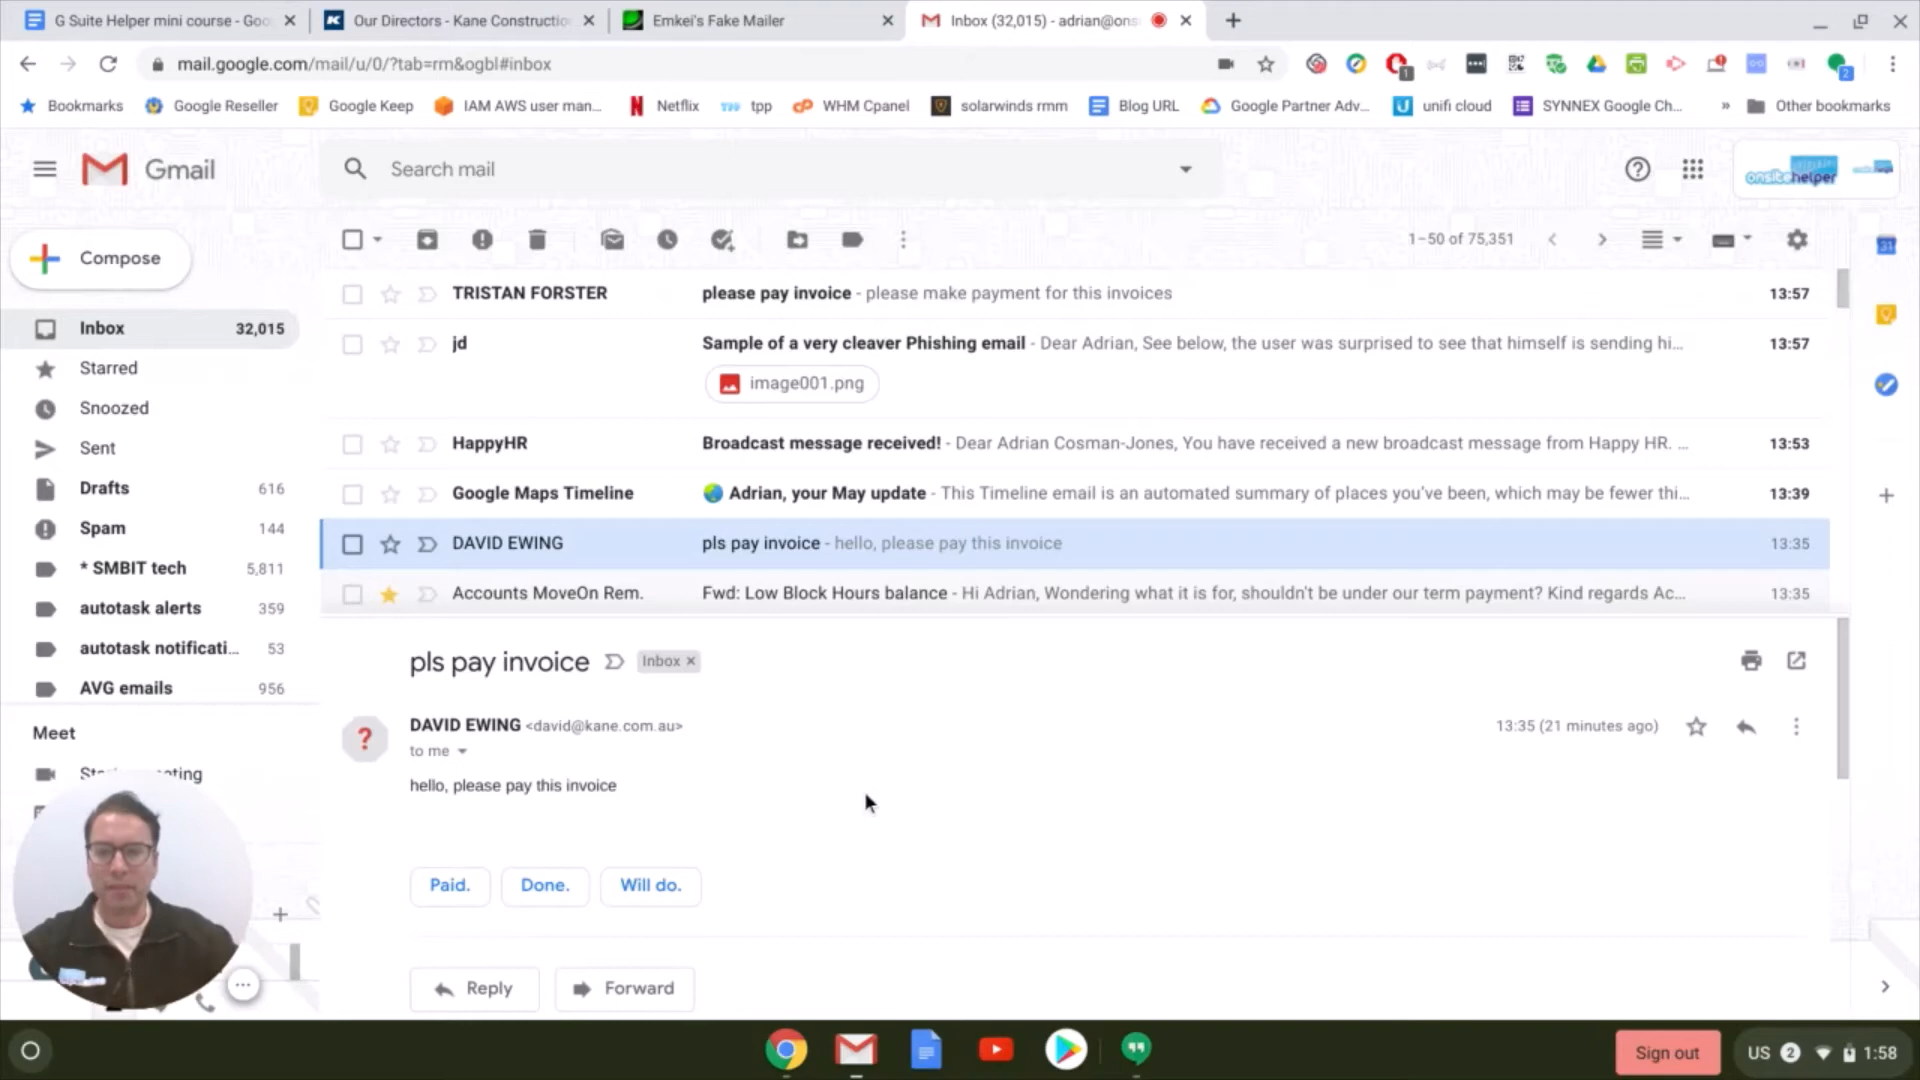 G Suite Helper mini course - Goo
Our Directors - Kane Constructio
Emkei's Fake Mailer
Inbox (32,015) - adrian@ons
mail.google.com/mail/u/0/?tab=rm&ogbl#inbox
1
2
Bookmarks
Google Reseller
Google Keep
IAM AWS user man...
Netflix
tpp
WHM Cpanel
solarwinds rmm
Blog URL
Google Partner Adv...
unifi cloud
SYNNEX Google Ch...
»
Other bookmarks
Gmail
Search mail
onsitehelper
Compose
1–50 of 75,351
31
TRISTAN FORSTER
please pay invoice - please make payment for this invoices
13:57
Inbox
32,015
jd
Sample of a very cleaver Phishing email - Dear Adrian, See below, the user was surprised to see that himself is sending hi...
13:57
Starred
image001.png
Snoozed
HappyHR
Broadcast message received! - Dear Adrian Cosman-Jones, You have received a new broadcast message from Happy HR. ...
13:53
Sent
Drafts
616
Google Maps Timeline
Adrian, your May update - This Timeline email is an automated summary of places you've been, which may be fewer thi...
13:39
Spam
144
DAVID EWING
pls pay invoice - hello, please pay this invoice
13:35
* SMBIT tech
5,811
Accounts MoveOn Rem.
Fwd: Low Block Hours balance - Hi Adrian, Wondering what it is for, shouldn't be under our term payment? Kind regards Ac...
13:35
autotask alerts
359
autotask notificati...
53
AVG emails
956
pls pay invoice
Inbox ×
DAVID EWING <david@kane.com.au>
13:35 (21 minutes ago)
to me
hello, please pay this invoice
Meet
Paid.
Done.
Will do.
Reply
Forward
Sign out
US
2
1:58